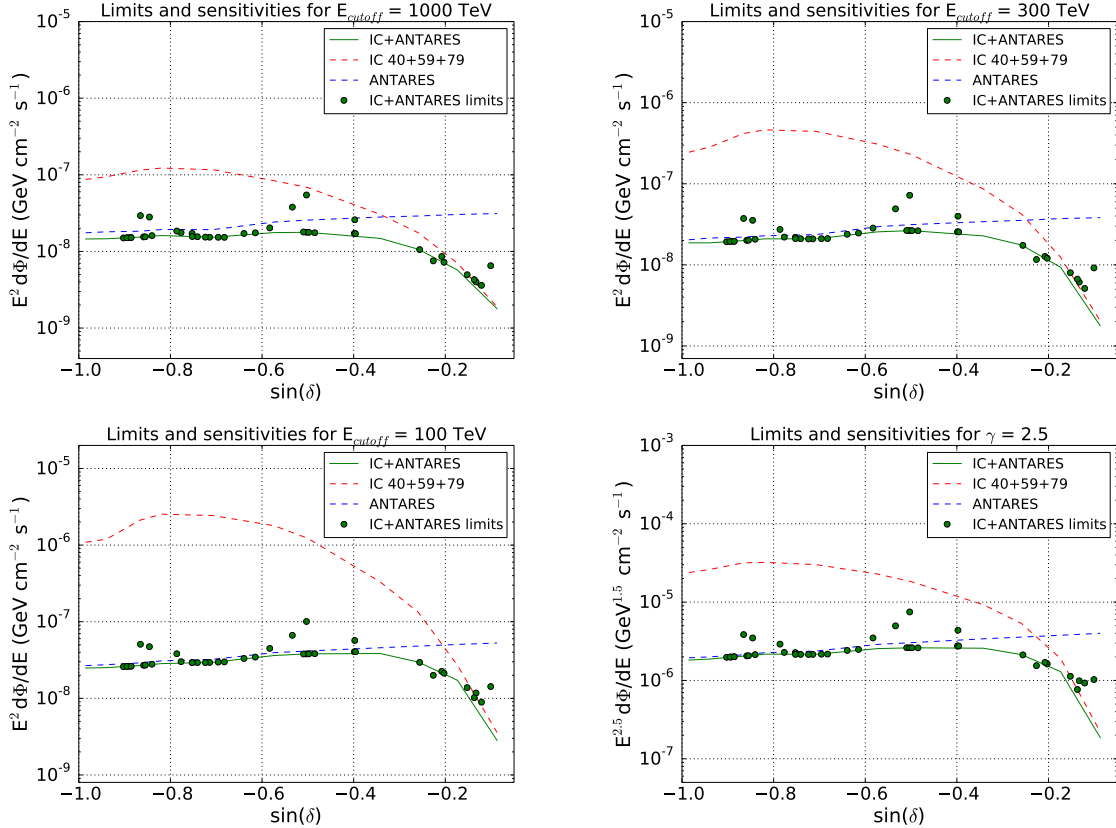 Limits and sensitivities for E_cutoff = 1000 TeV
10⁻⁵
10⁻⁶
10⁻⁷
10⁻⁸
10⁻⁹
E² dΦ/dE (GeV cm⁻² s⁻¹)
IC+ANTARES
IC 40+59+79
ANTARES
IC+ANTARES limits
−1.0 −0.8 −0.6 −0.4 −0.2
sin(δ)
Limits and sensitivities for E_cutoff = 300 TeV
10⁻⁵
10⁻⁶
10⁻⁷
10⁻⁸
10⁻⁹
E² dΦ/dE (GeV cm⁻² s⁻¹)
IC+ANTARES
IC 40+59+79
ANTARES
IC+ANTARES limits
−1.0 −0.8 −0.6 −0.4 −0.2
sin(δ)
Limits and sensitivities for E_cutoff = 100 TeV
10⁻⁵
10⁻⁶
10⁻⁷
10⁻⁸
10⁻⁹
E² dΦ/dE (GeV cm⁻² s⁻¹)
IC+ANTARES
IC 40+59+79
ANTARES
IC+ANTARES limits
−1.0 −0.8 −0.6 −0.4 −0.2
sin(δ)
Limits and sensitivities for γ = 2.5
10⁻³
10⁻⁴
10⁻⁵
10⁻⁶
10⁻⁷
E²·⁵ dΦ/dE (GeV¹·⁵ cm⁻² s⁻¹)
IC+ANTARES
IC 40+59+79
ANTARES
IC+ANTARES limits
−1.0 −0.8 −0.6 −0.4 −0.2
sin(δ)